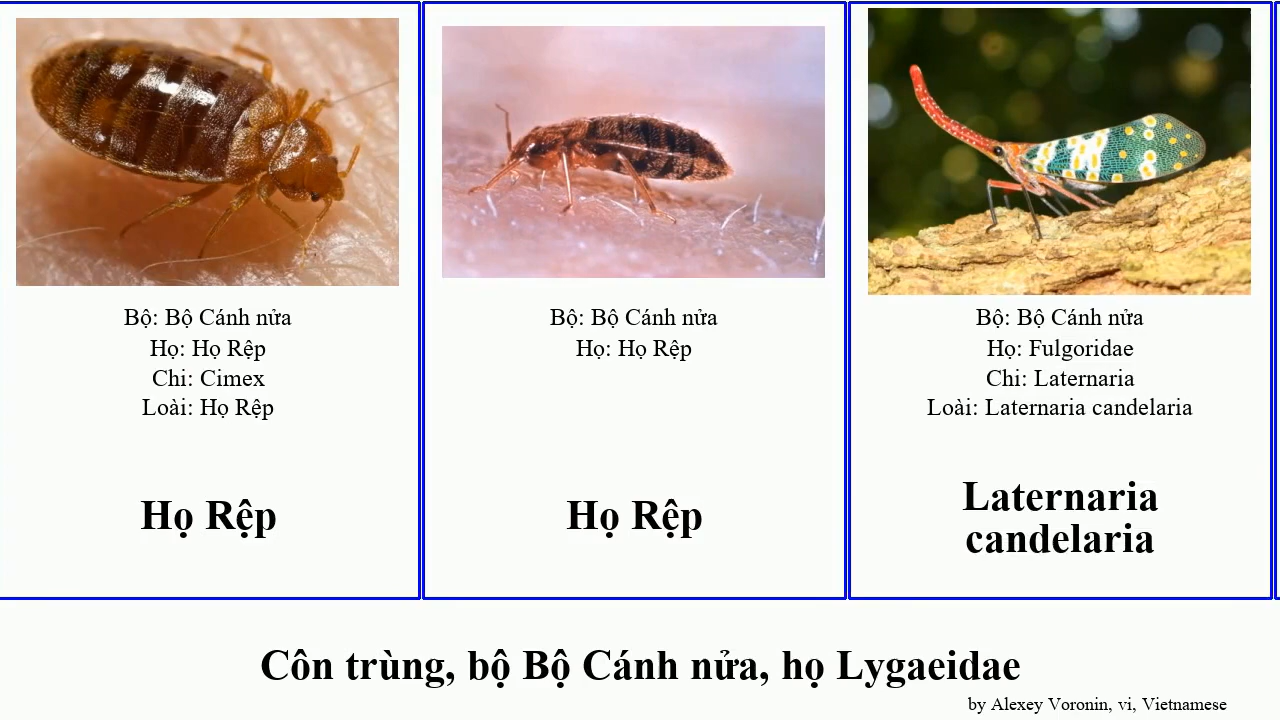 Bộ: Bộ Cánh nửa
Họ: Họ Rệp
Chi: Cimex
Loài: Họ Rệp
Họ Rệp
Bộ: Bộ Cánh nửa
Họ: Họ Rệp
Họ Rệp
Bộ: Bộ Cánh nửa
Họ: Fulgoridae
Chi: Laternaria
Loài: Laternaria candelaria
Laternaria
candelaria
Côn trùng, bộ Bộ Cánh nửa, họ Lygaeidae
by Alexey Voronin, vi, Vietnamese